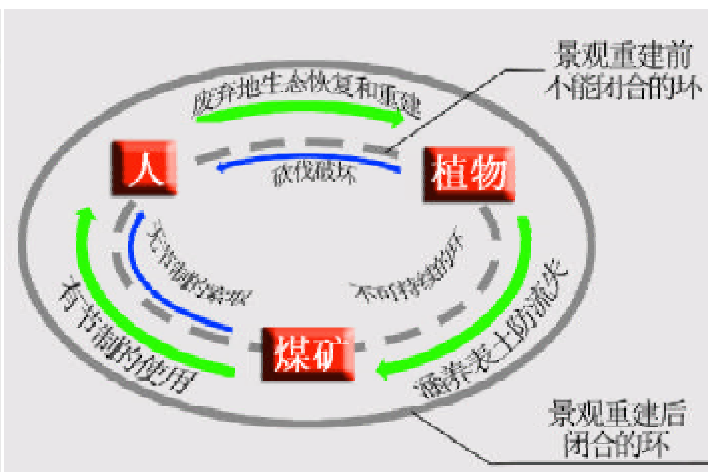 景观重建前
不能闭合的环
废弃地生态恢复和重建
人
砍伐破坏
植物
无节制的索取
不可持续的环
有节制的使用
煤矿
涵养表土防流失
景观重建后
闭合的环